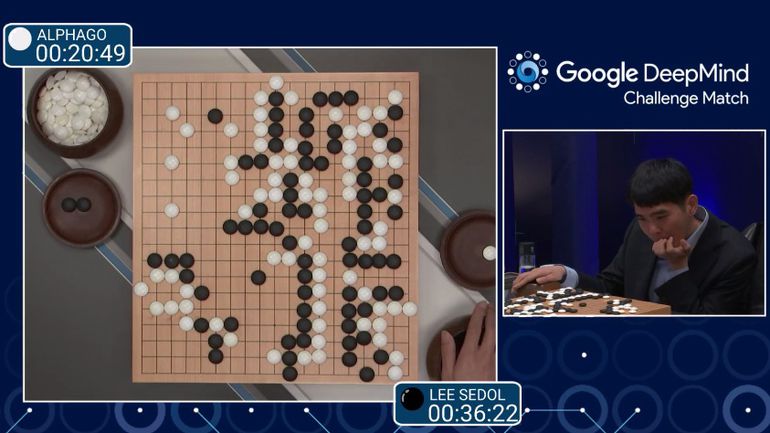 ALPHAGO
00:20:49
Google DeepMind
Challenge Match
LEE SEDOL
00:36:22